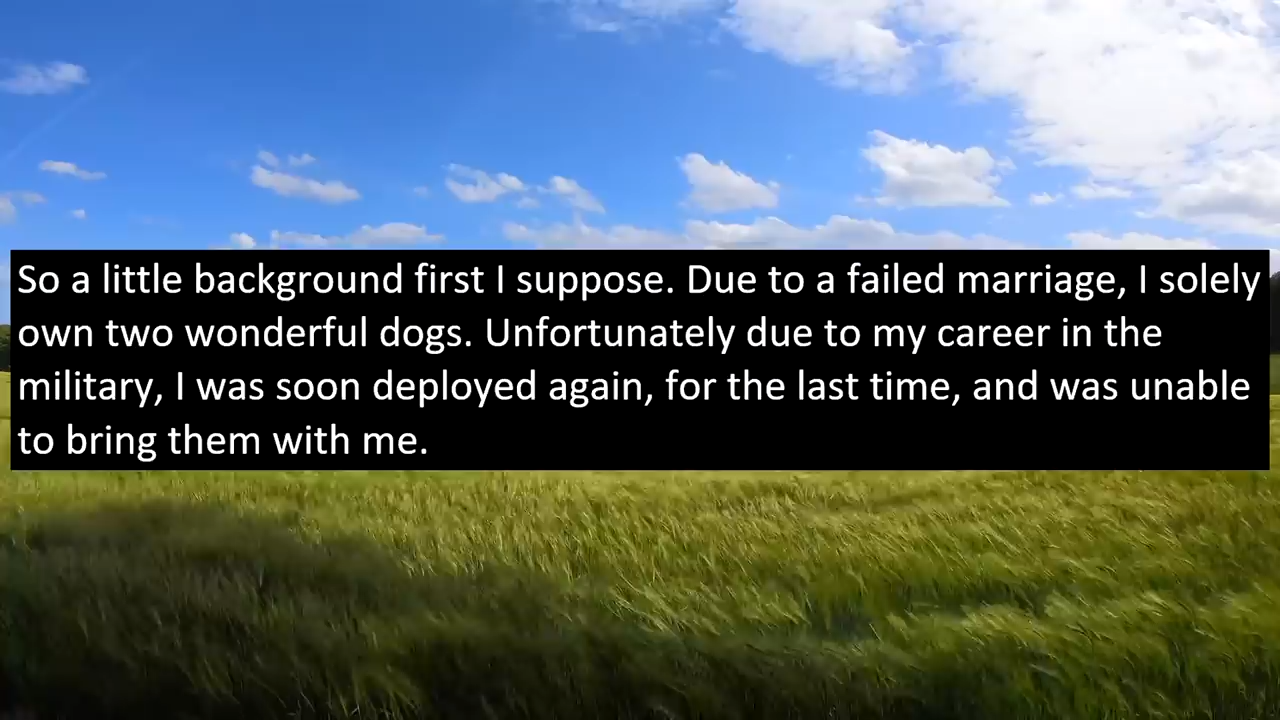 So a little background first I suppose. Due to a failed marriage, I solely
own two wonderful dogs. Unfortunately due to my career in the
military, I was soon deployed again, for the last time, and was unable
to bring them with me.